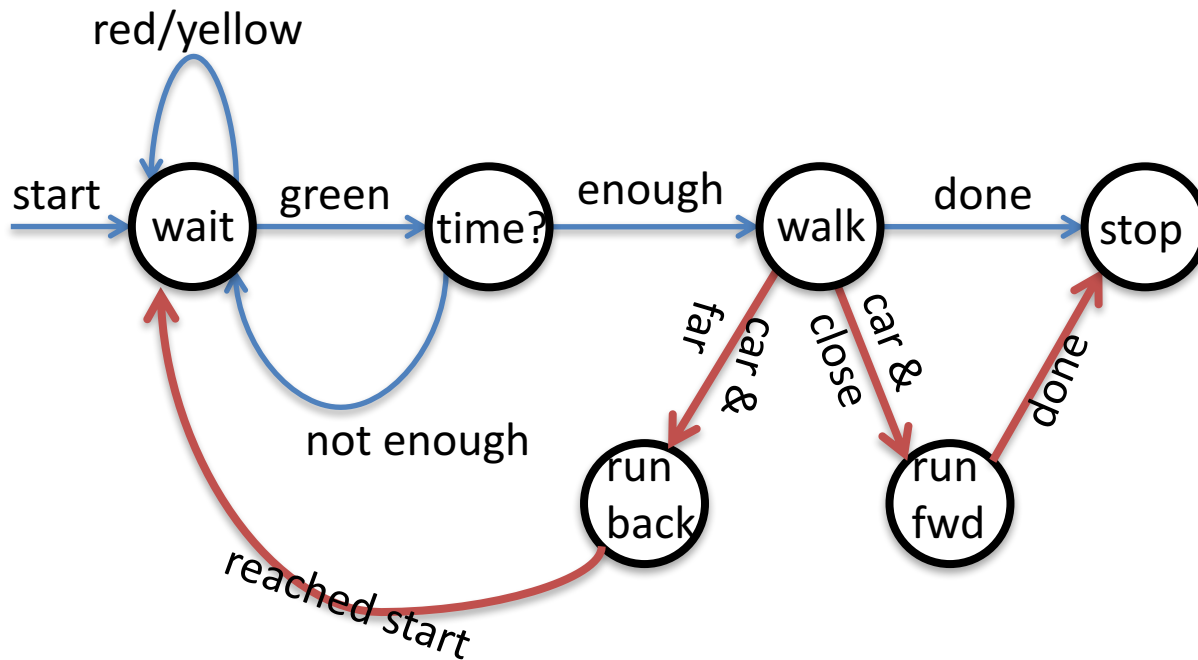 red/yellow
start
green
enough
done
wait
time?
walk
stop
car &
far
car &
close
done
not enough
run
back
run
fwd
reached start